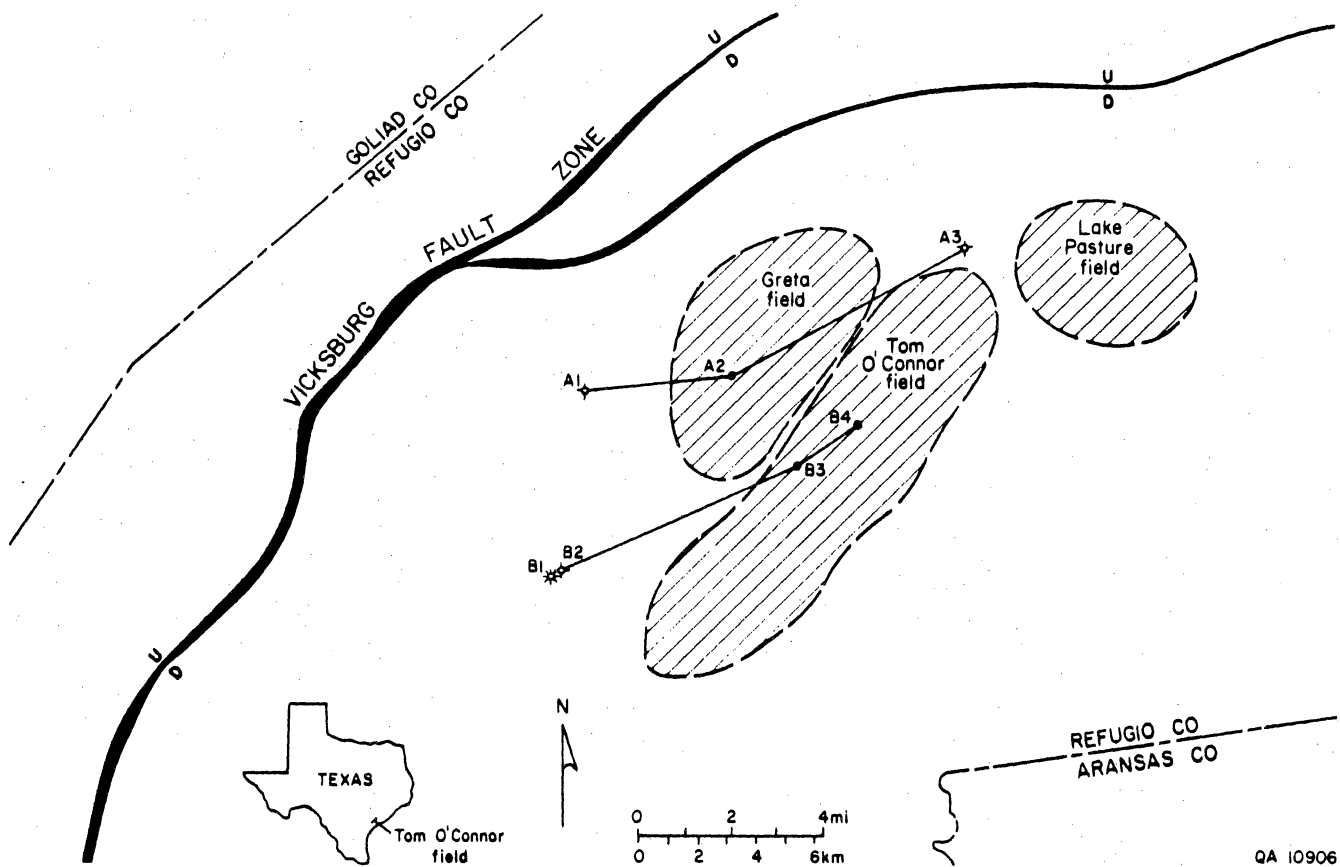 U
D
U
D
GOLIAD CO
REFUGIO CO
VICKSBURG FAULT ZONE
A3
Lake
Pasture
field
Greta
field
A1
A2
Tom
O'Connor
field
B4
B3
B1
B2
U
D
N
TEXAS
Tom O'Connor
field
0 2 4mi
0 2 4 6km
REFUGIO CO
ARANSAS CO
QA 10906